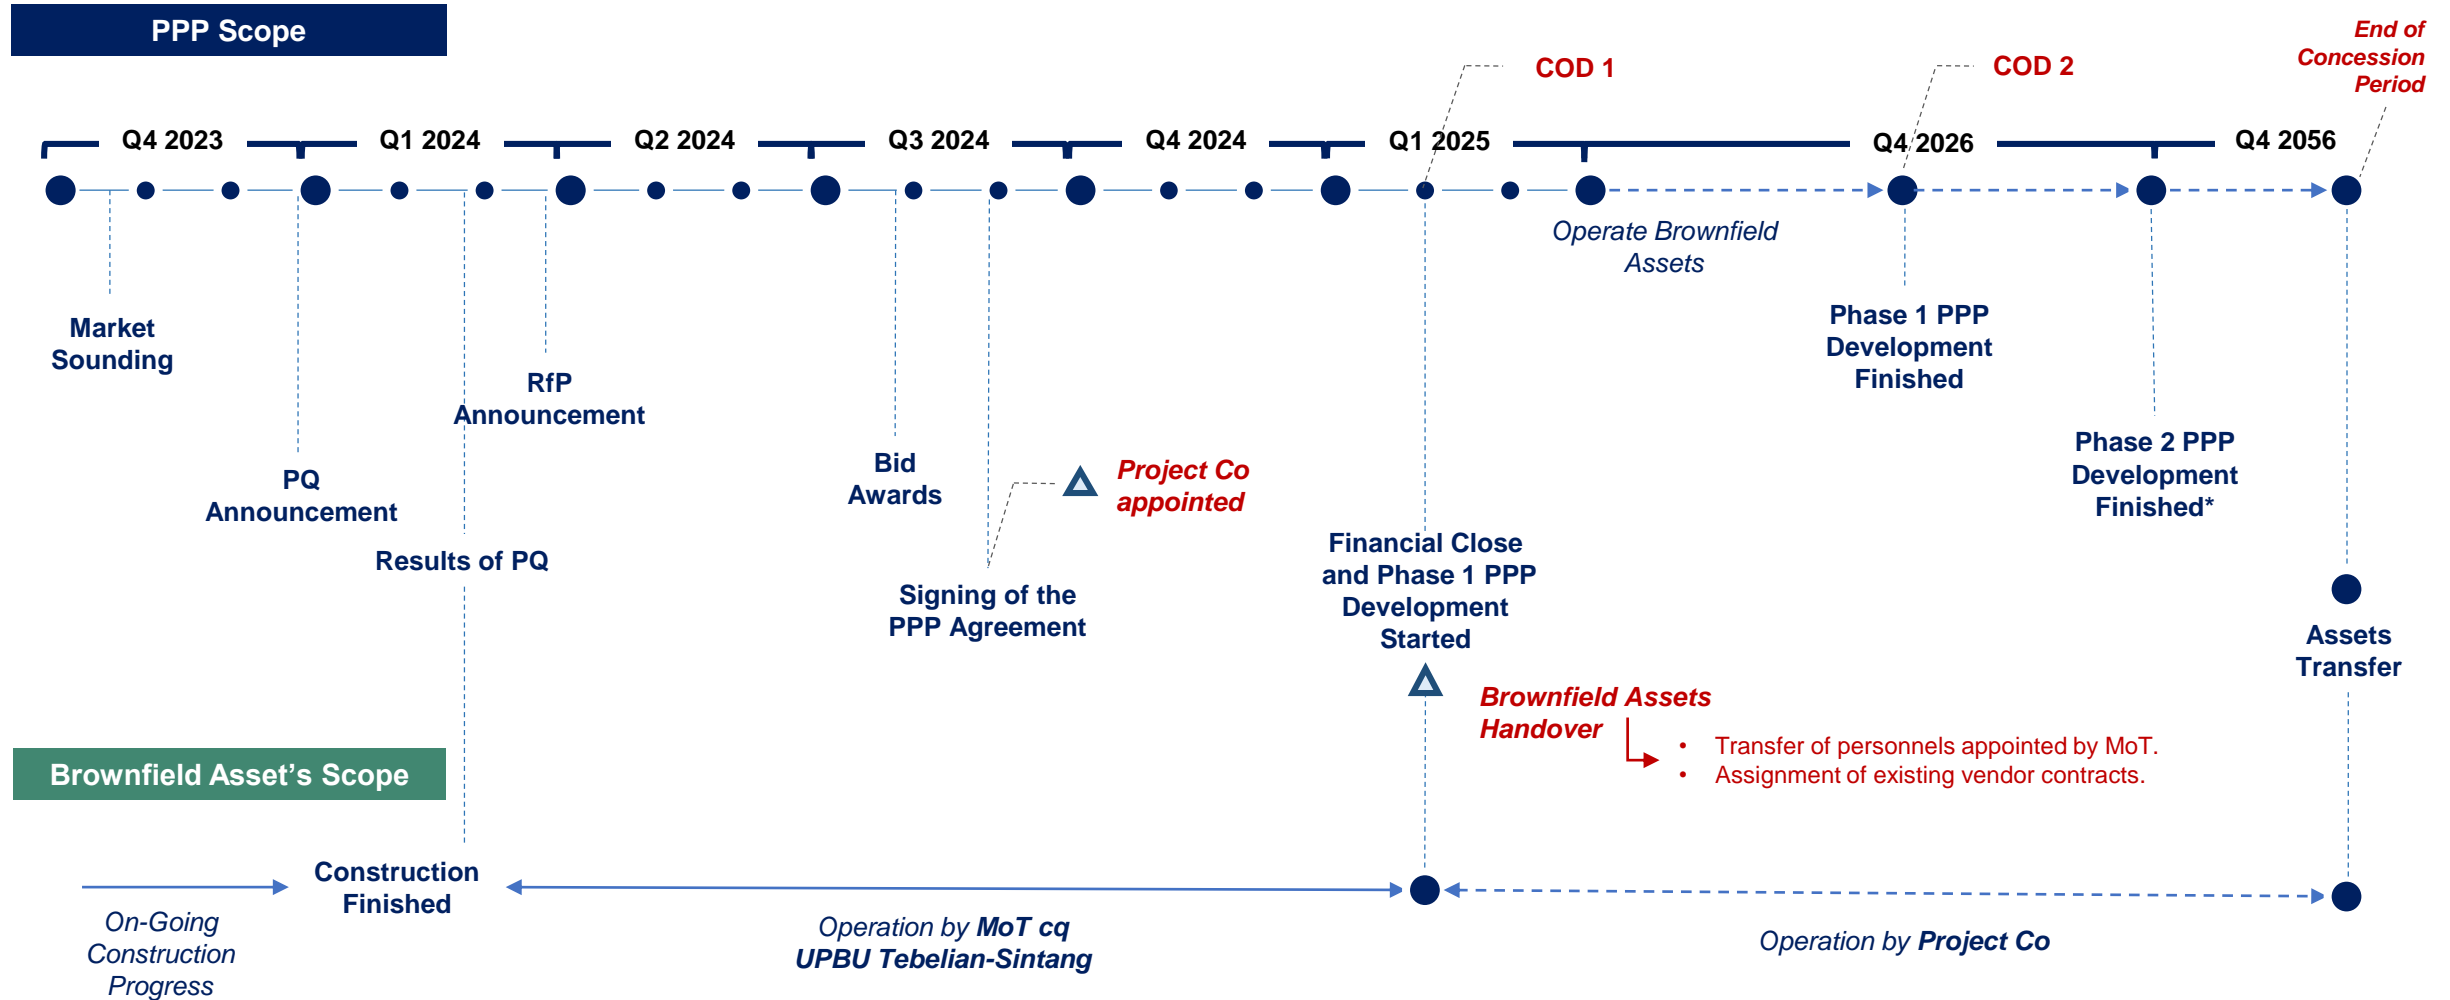 PPP Scope
End of
Concession
Period
COD 1
COD 2
Q4 2023
Q1 2024
Q2 2024
Q3 2024
Q4 2024
Q1 2025
Q4 2026
Q4 2056
Operate Brownfield
Assets
Market
Sounding
PQ
Announcement
Results of PQ
RfP
Announcement
Bid
Awards
Signing of the
PPP Agreement
Project Co
appointed
Financial Close
and Phase 1 PPP
Development
Started
Phase 1 PPP
Development
Finished
Phase 2 PPP
Development
Finished*
Assets
Transfer
Brownfield Assets
Handover
• Transfer of personnels appointed by MoT.
• Assignment of existing vendor contracts.
Brownfield Asset’s Scope
On-Going
Construction
Progress
Construction
Finished
Operation by MoT cq
UPBU Tebelian-Sintang
Operation by Project Co